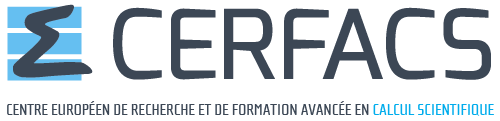 CERFACS
CENTRE EUROPÉEN DE RECHERCHE ET DE FORMATION AVANCÉE EN CALCUL SCIENTIFIQUE